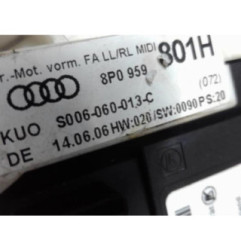 r.-Mot. vorm. FA LL/RL MIDI
8P0 959 801H
(072)
KUO S006-060-013-C
DE 14.06.06 HW:020/SW:0090 PS:20